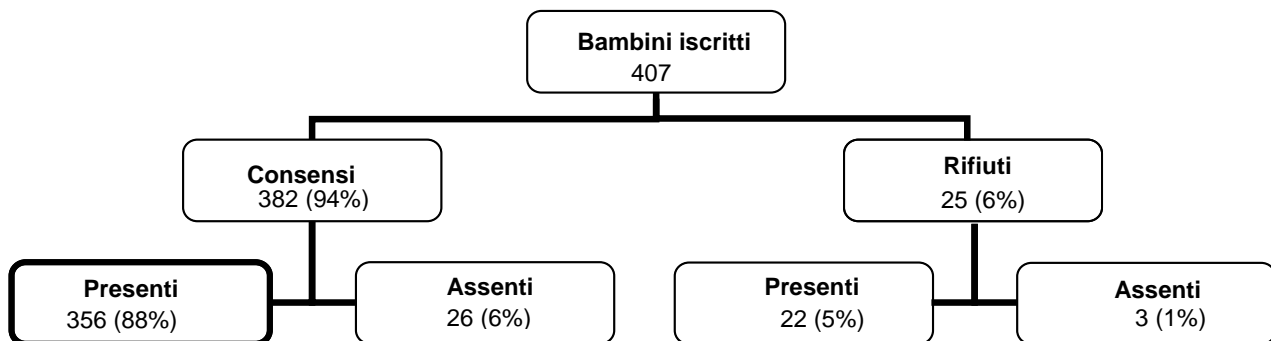 Bambini iscritti
407
Consensi
382 (94%)
Rifiuti
25 (6%)
Presenti
356 (88%)
Assenti
26 (6%)
Presenti
22 (5%)
Assenti
3 (1%)